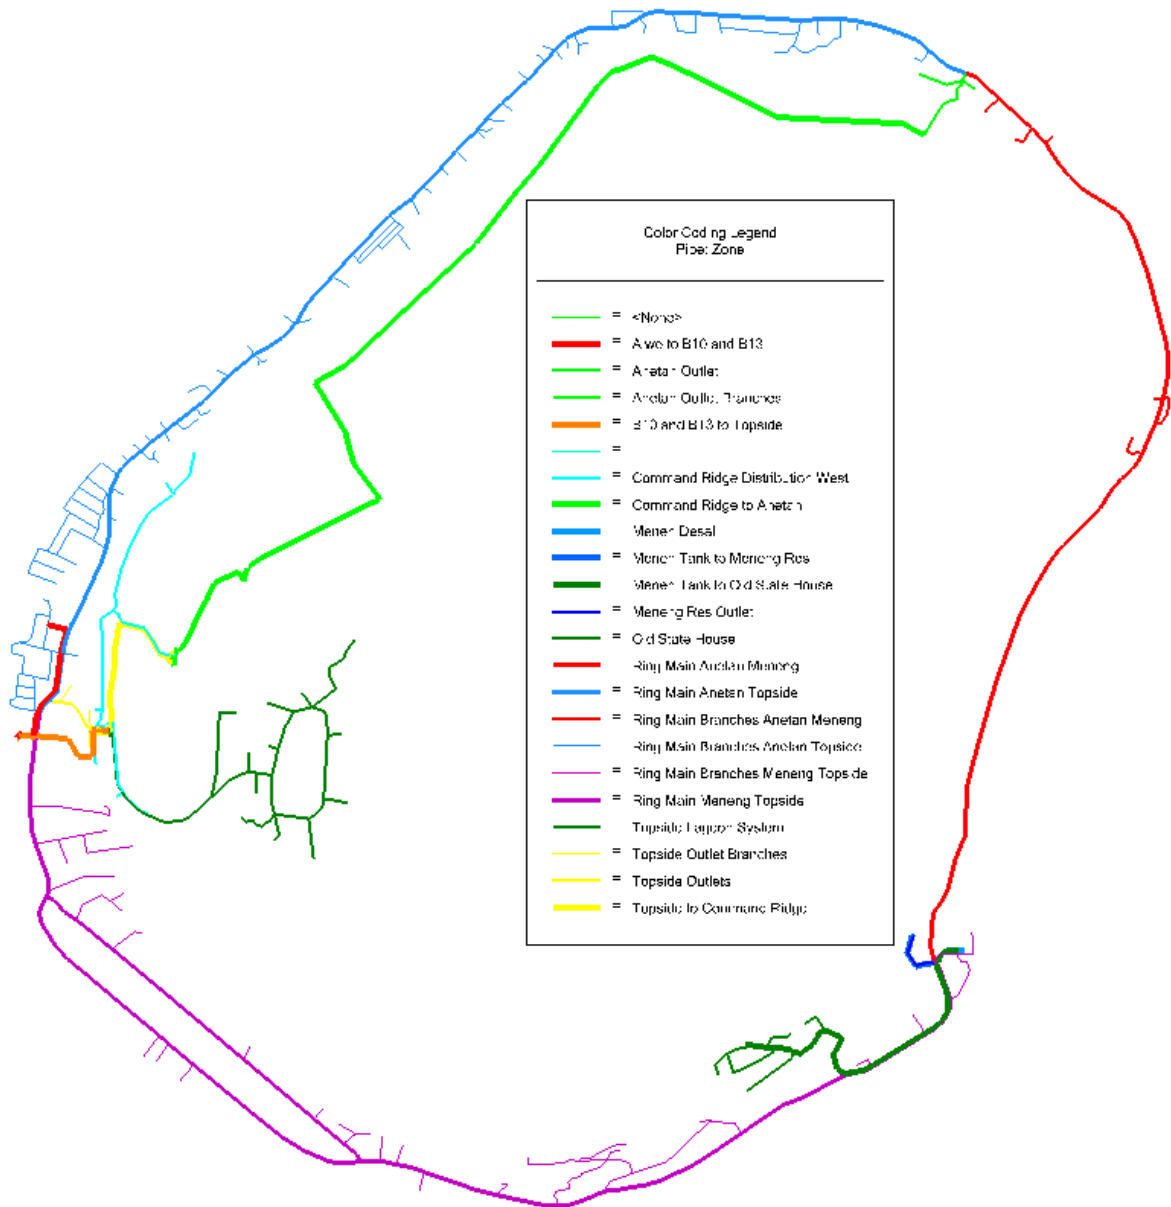 Color Coding Legend
Pipe: Zone
= <None>
= Aiwo to B10 and B13
= Anetan Outlet
= Anetan Outlet Branches
= B10 and B13 to Topside
=
= Command Ridge Distribution West
= Command Ridge to Anetan
= Menen Desal
= Menen Tank to Meneng Res
= Menen Tank to Old State House
= Meneng Res Outlet
= Old State House
= Ring Main Anetan Meneng
= Ring Main Anetan Topside
= Ring Main Branches Anetan Meneng
= Ring Main Branches Anetan Topside
= Ring Main Branches Meneng Topside
= Ring Main Meneng Topside
= Topside Lagoon System
= Topside Outlet Branches
= Topside Outlets
= Topside to Command Ridge